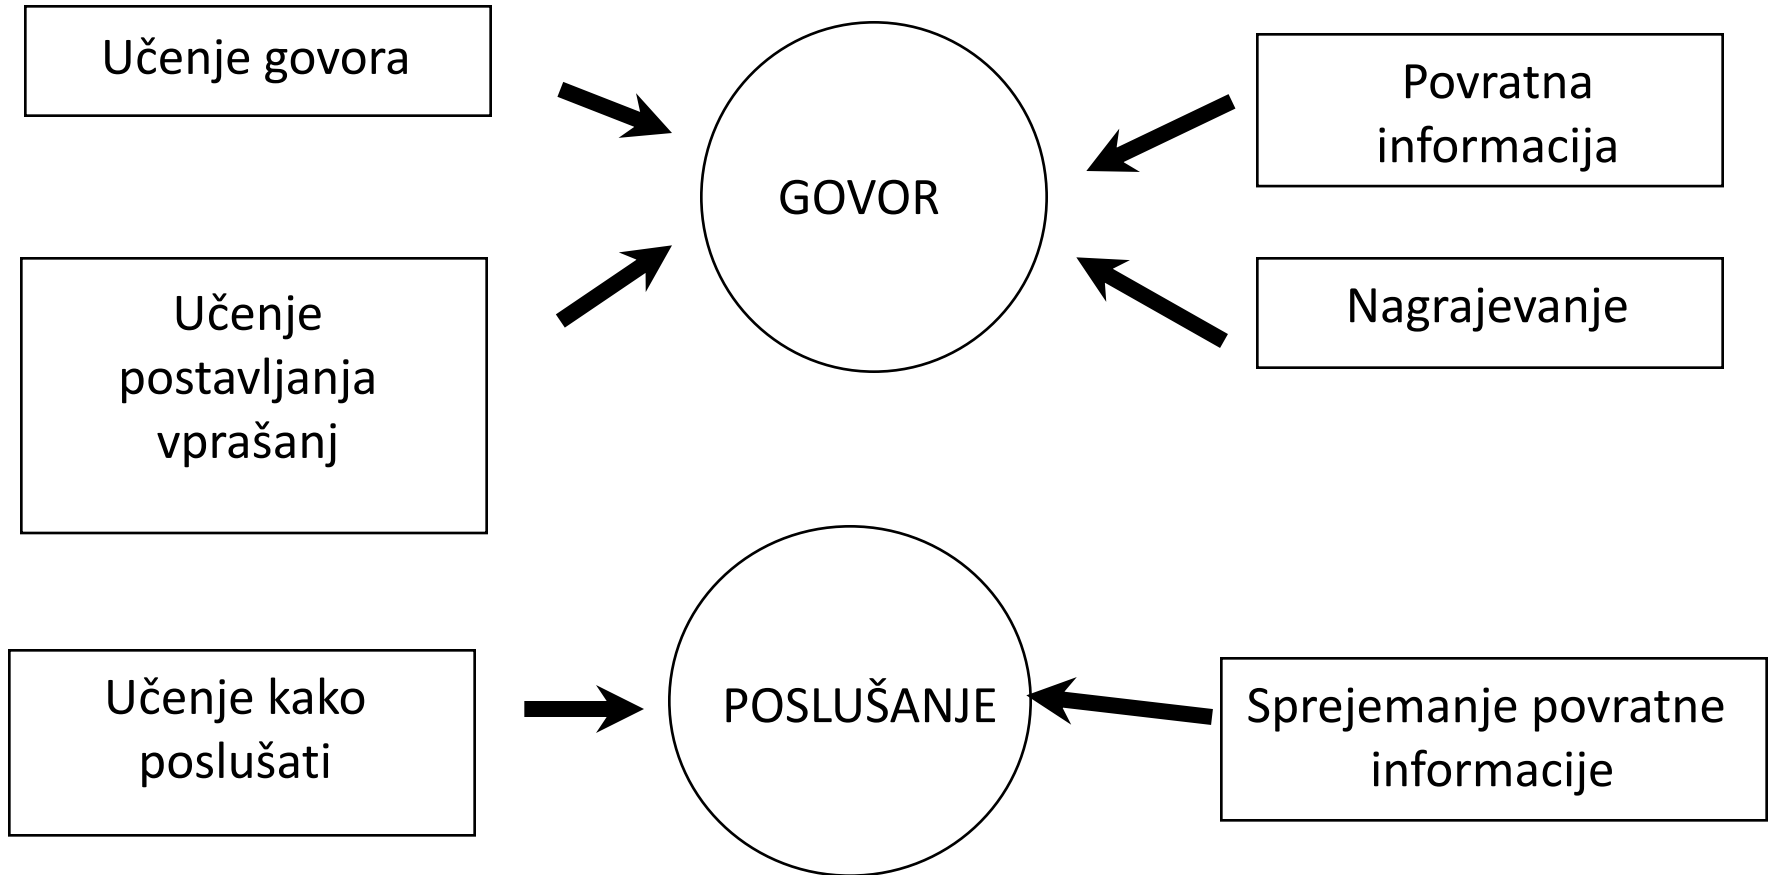 Učenje govora
Povratna
informacija
GOVOR
Učenje
postavljanja
vprašanj
Nagrajevanje
Učenje kako
poslušati
POSLUŠANJE
Sprejemanje povratne
informacije